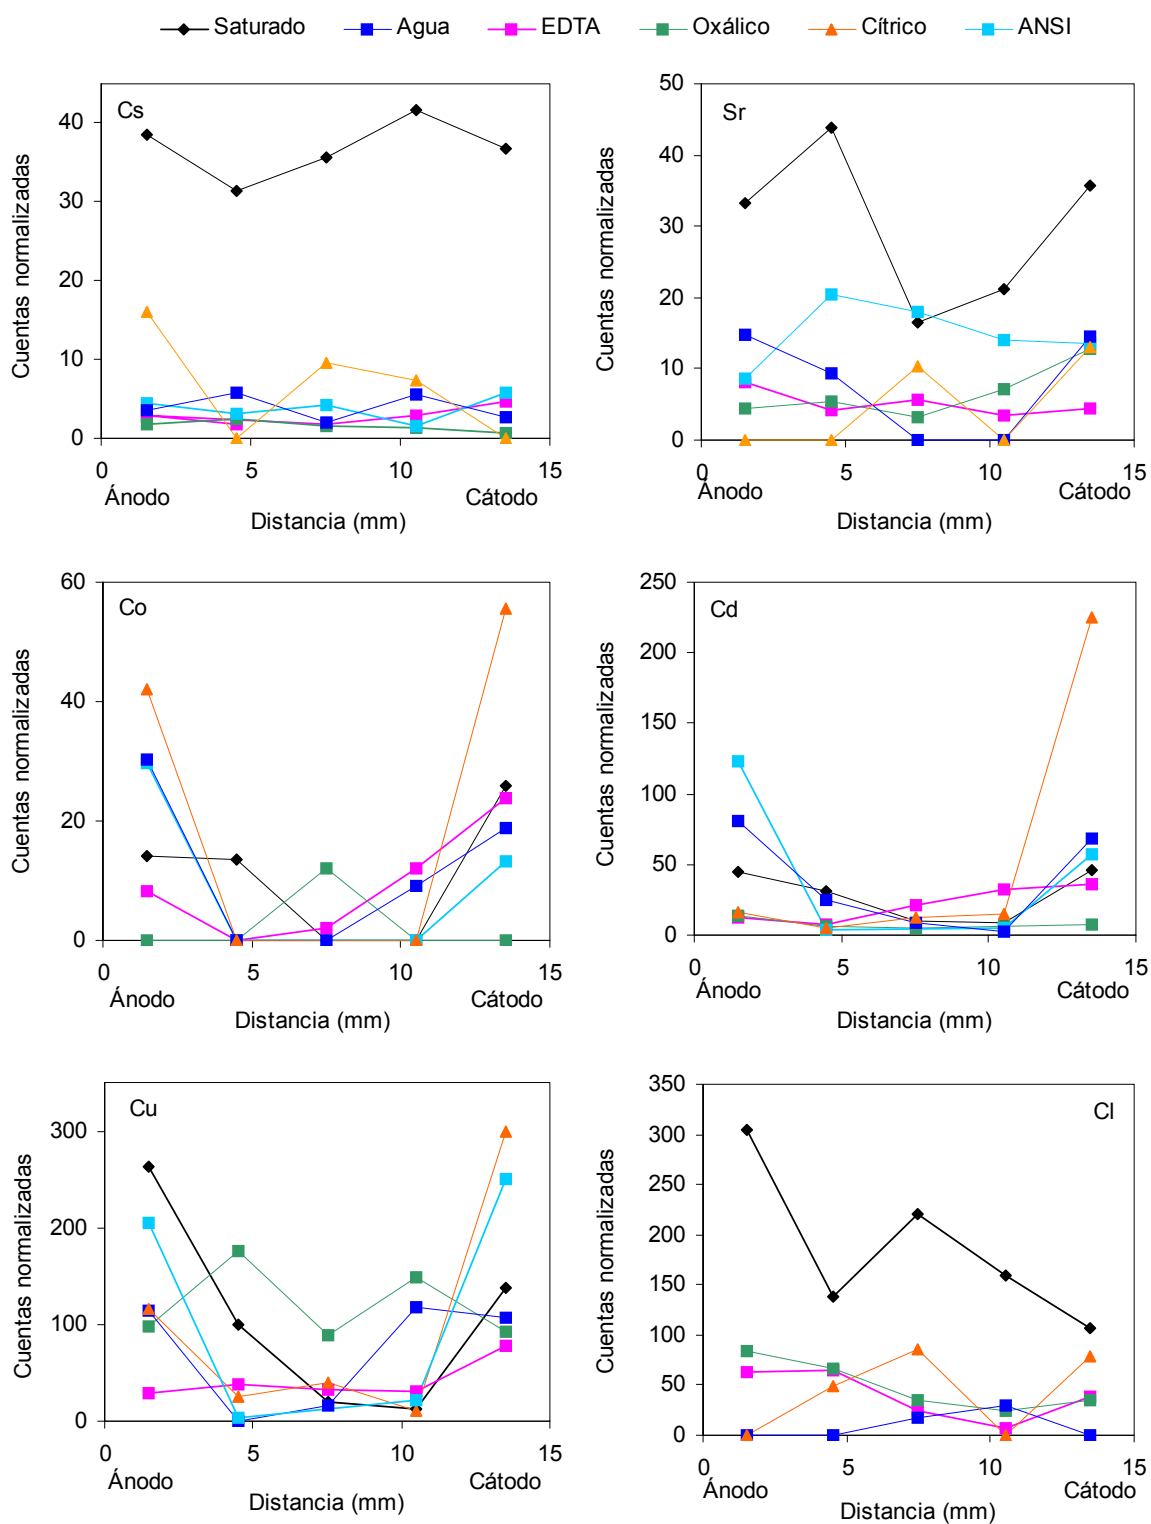 Saturado Agua EDTA Oxálico Cítrico ANSI
Cs
Cuentas normalizadas
40
30
20
10
0
0 5 10 15
Ánodo Cátodo
Distancia (mm)
Sr
Cuentas normalizadas
50
40
30
20
10
0
0 5 10 15
Ánodo Cátodo
Distancia (mm)
Co
Cuentas normalizadas
60
40
20
0
0 5 10 15
Ánodo Cátodo
Distancia (mm)
Cd
Cuentas normalizadas
250
200
150
100
50
0
0 5 10 15
Ánodo Cátodo
Distancia (mm)
Cu
Cuentas normalizadas
300
200
100
0
0 5 10 15
Ánodo Cátodo
Distancia (mm)
Cl
Cuentas normalizadas
350
300
250
200
150
100
50
0
0 5 10 15
Ánodo Cátodo
Distancia (mm)